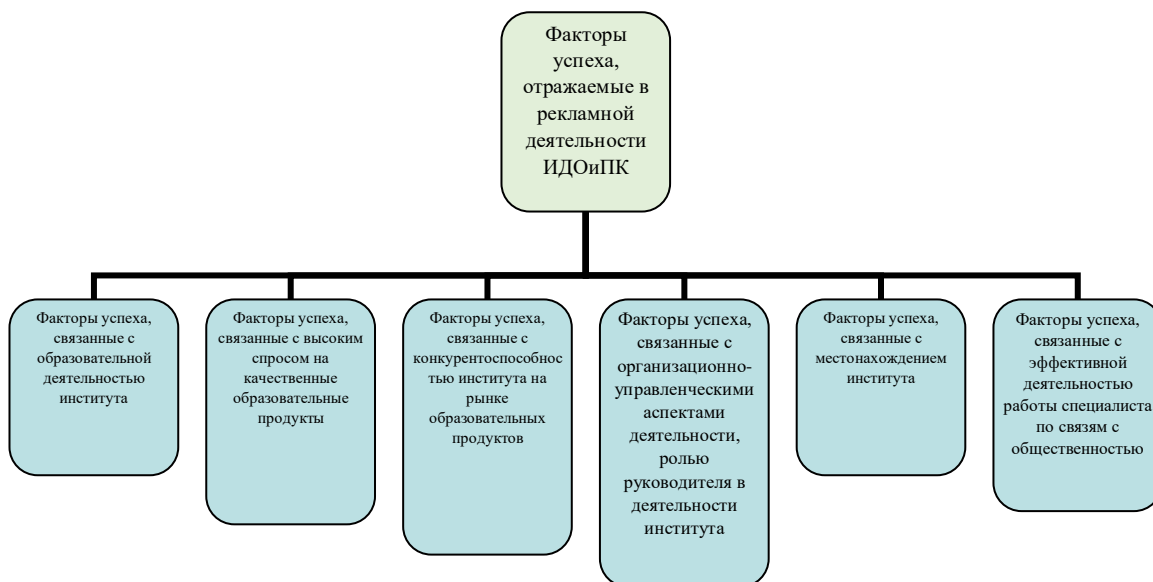 Факторы
успеха,
отражаемые в
рекламной
деятельности
ИДОиПК
Факторы успеха,
связанные с
образовательной
деятельностью
института
Факторы успеха,
связанные с высоким
спросом на
качественные
образовательные
продукты
Факторы успеха,
связанные с
конкурентоспособнос
тью института на
рынке
образовательных
продуктов
Факторы успеха,
связанные с
организационно-
управленческими
аспектами
деятельности,
ролью
руководителя в
деятельности
института
Факторы успеха,
связанные с
местонахождением
института
Факторы успеха,
связанные с
эффективной
деятельностью
работы специалиста
по связям с
общественностью